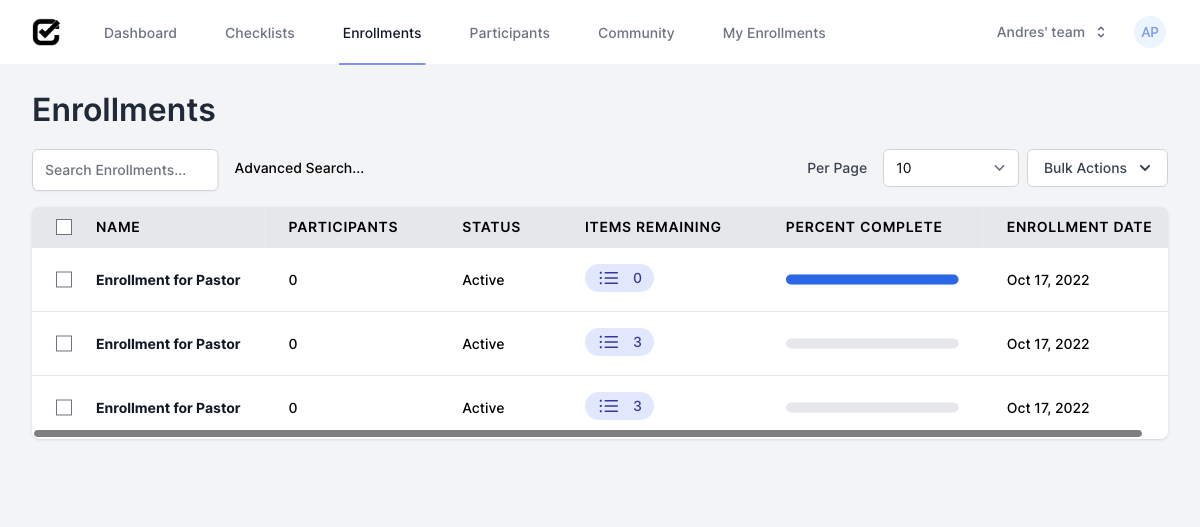 Dashboard Checklists Enrollments Participants Community My Enrollments Andres' team AP
Enrollments
Search Enrollments... Advanced Search... Per Page 10 Bulk Actions
NAME PARTICIPANTS STATUS ITEMS REMAINING PERCENT COMPLETE ENROLLMENT DATE
Enrollment for Pastor 0 Active 0 Oct 17, 2022
Enrollment for Pastor 0 Active 3 Oct 17, 2022
Enrollment for Pastor 0 Active 3 Oct 17, 2022